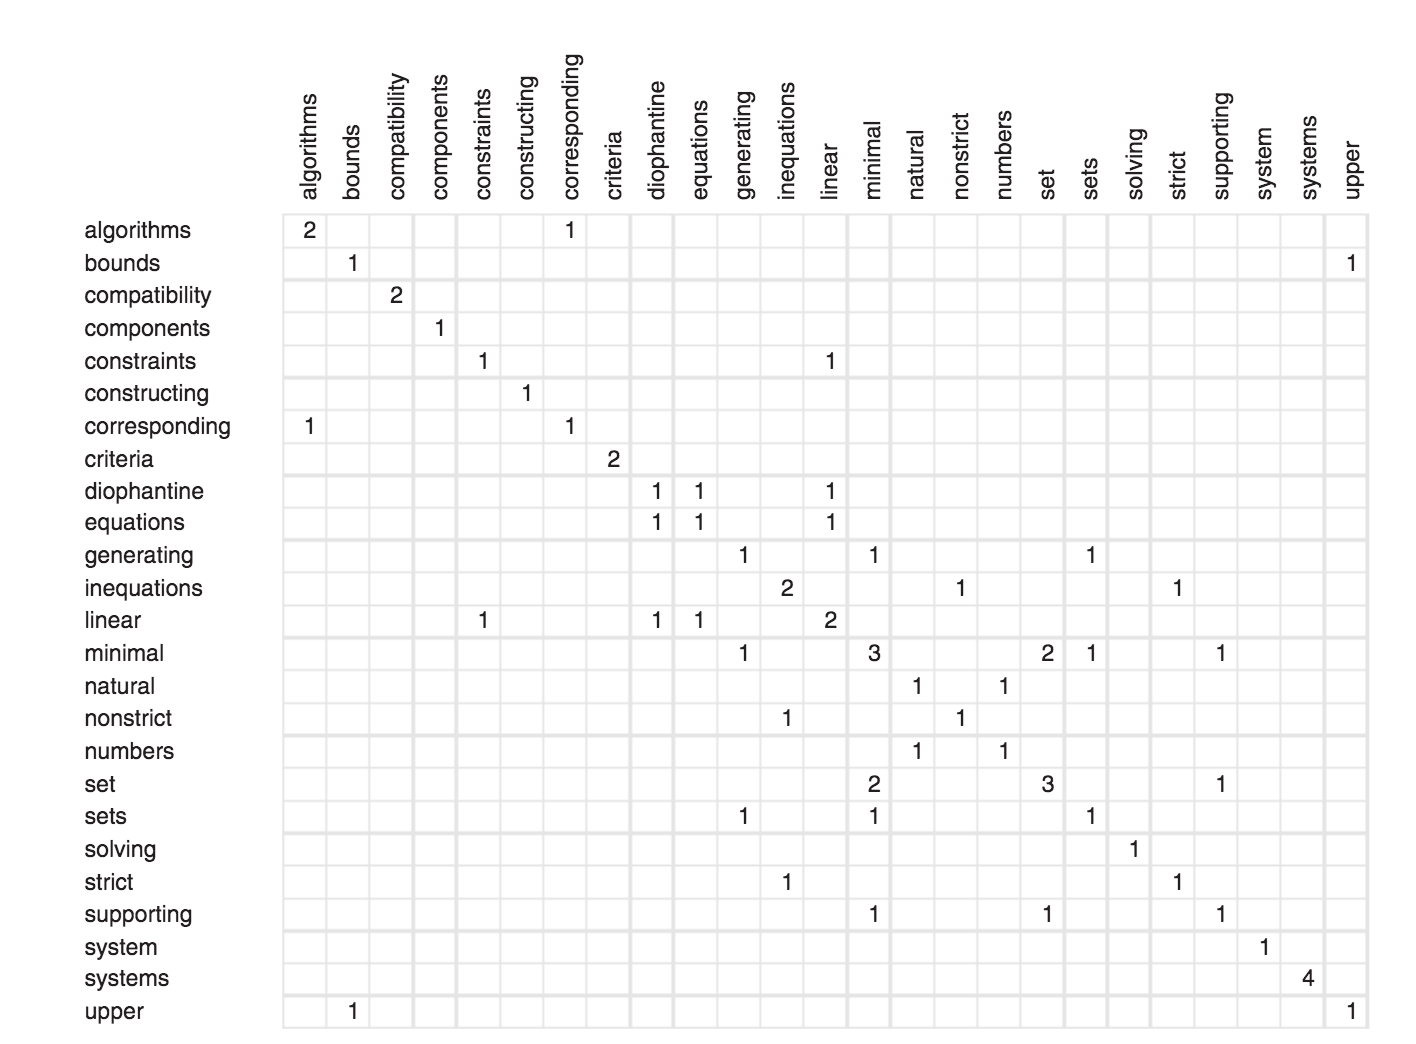 algorithms bounds compatibility components constraints constructing corresponding criteria diophantine equations generating inequations linear minimal natural nonstrict numbers set sets solving strict supporting system systems upper
algorithms 2 1
bounds 1 1
compatibility 2
components 1
constraints 1 1
constructing 1
corresponding 1 1
criteria 2
diophantine 1 1 1
equations 1 1 1
generating 1 1 1
inequations 2 1 1
linear 1 1 1 2
minimal 1 3 2 1 1
natural 1 1
nonstrict 1 1
numbers 1 1
set 2 3 1
sets 1 1 1
solving 1
strict 1 1
supporting 1 1 1
system 1
systems 4
upper 1 1